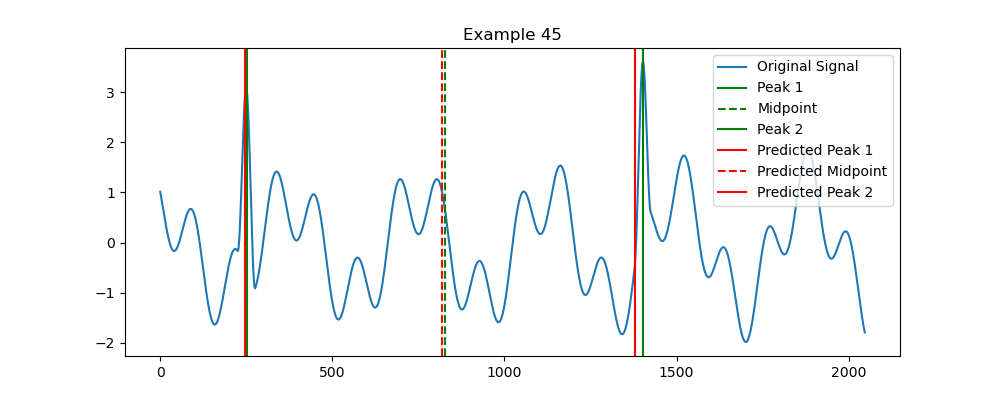 Example 45
Original Signal
Peak 1
Midpoint
Peak 2
Predicted Peak 1
Predicted Midpoint
Predicted Peak 2
3
2
1
0
−1
−2
0 500 1000 1500 2000